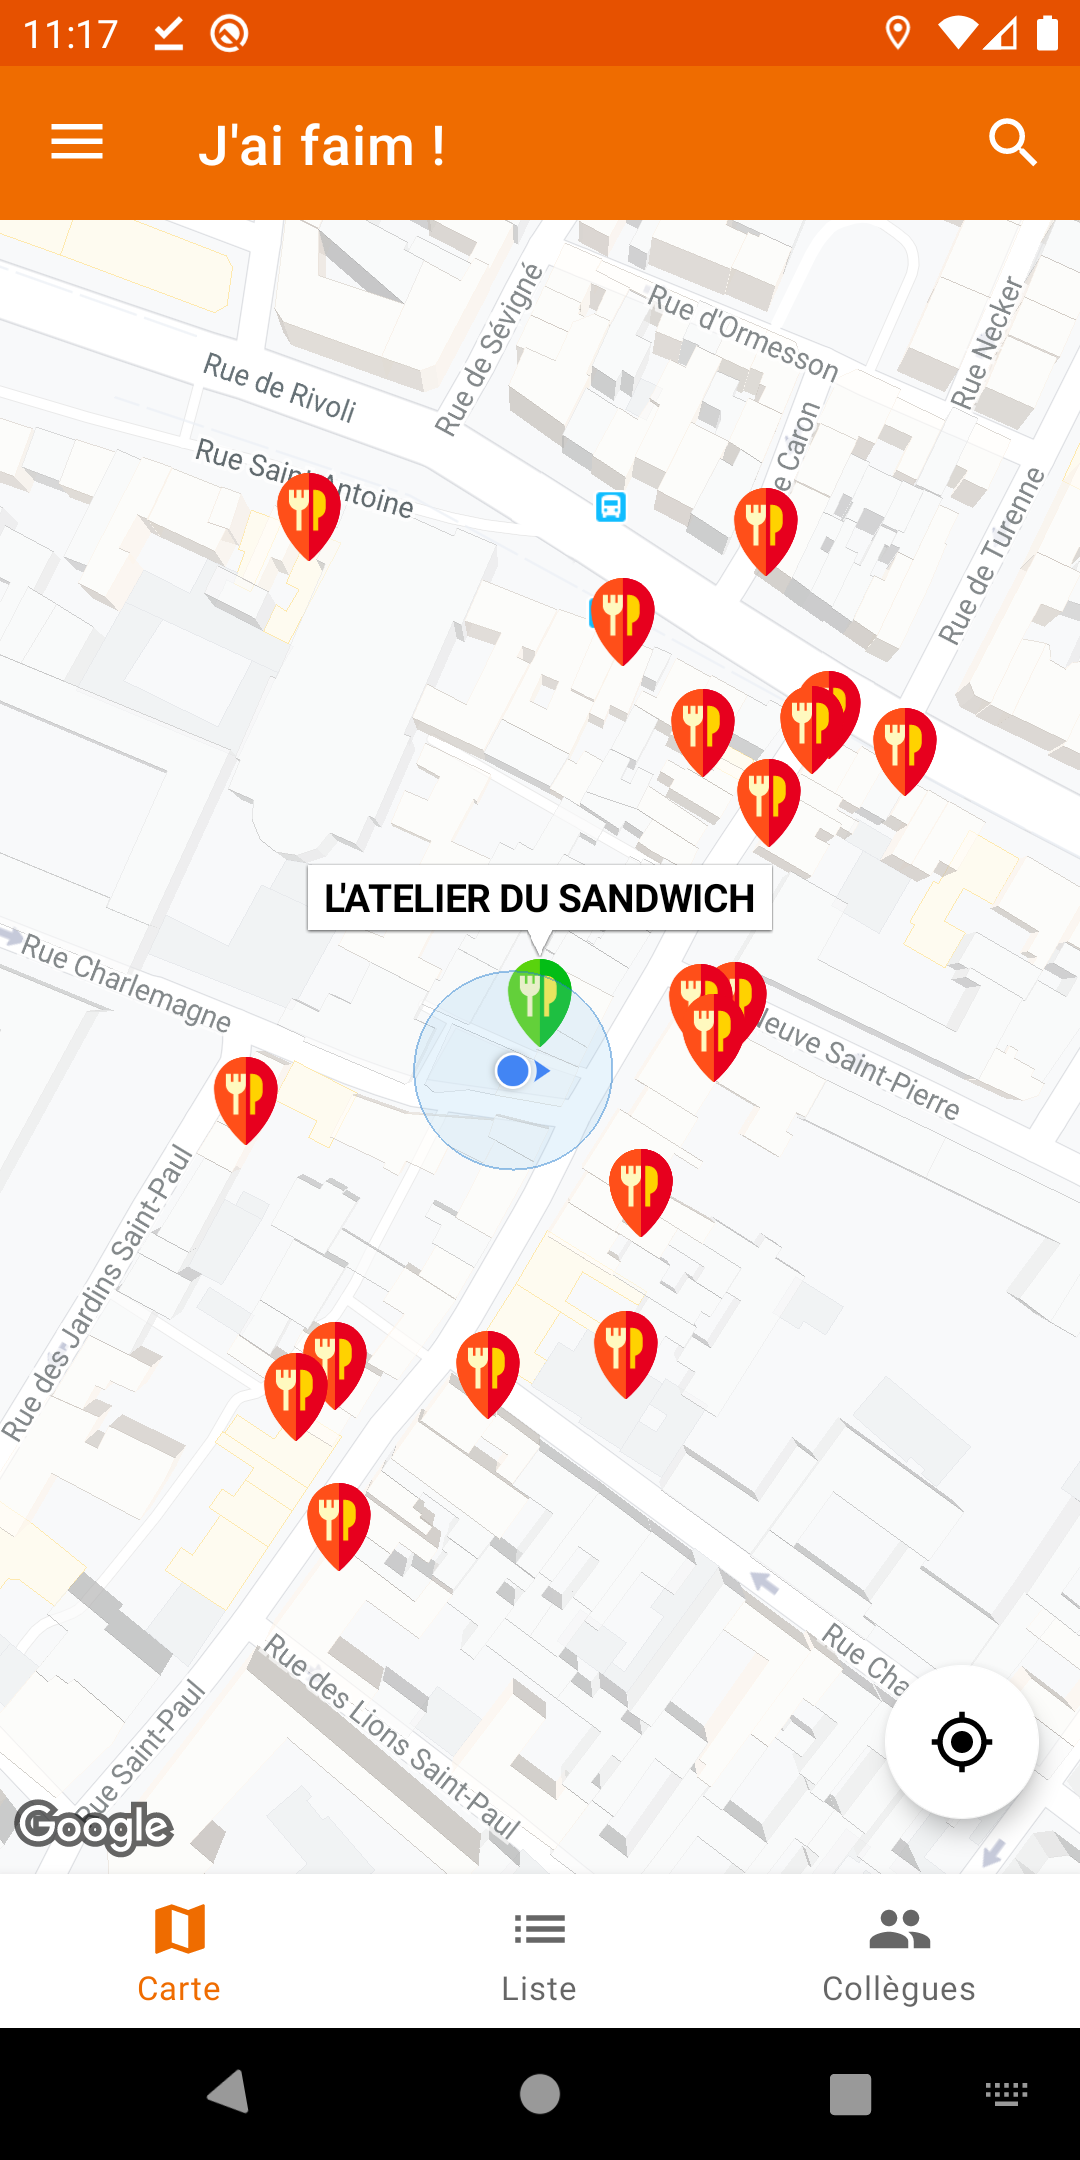 11:17
J'ai faim !
Rue de Sévigné
Rue d'Ormesson
Rue Necker
Rue de Rivoli
Rue Saint-Antoine
e Caron
Rue de Turenne
L'ATELIER DU SANDWICH
Rue Charlemagne
Neuve Saint-Pierre
Rue des Jardins Saint-Paul
Rue Cha
Rue des Lions Saint-Paul
Rue Saint-Paul
Google
Carte
Liste
Collègues